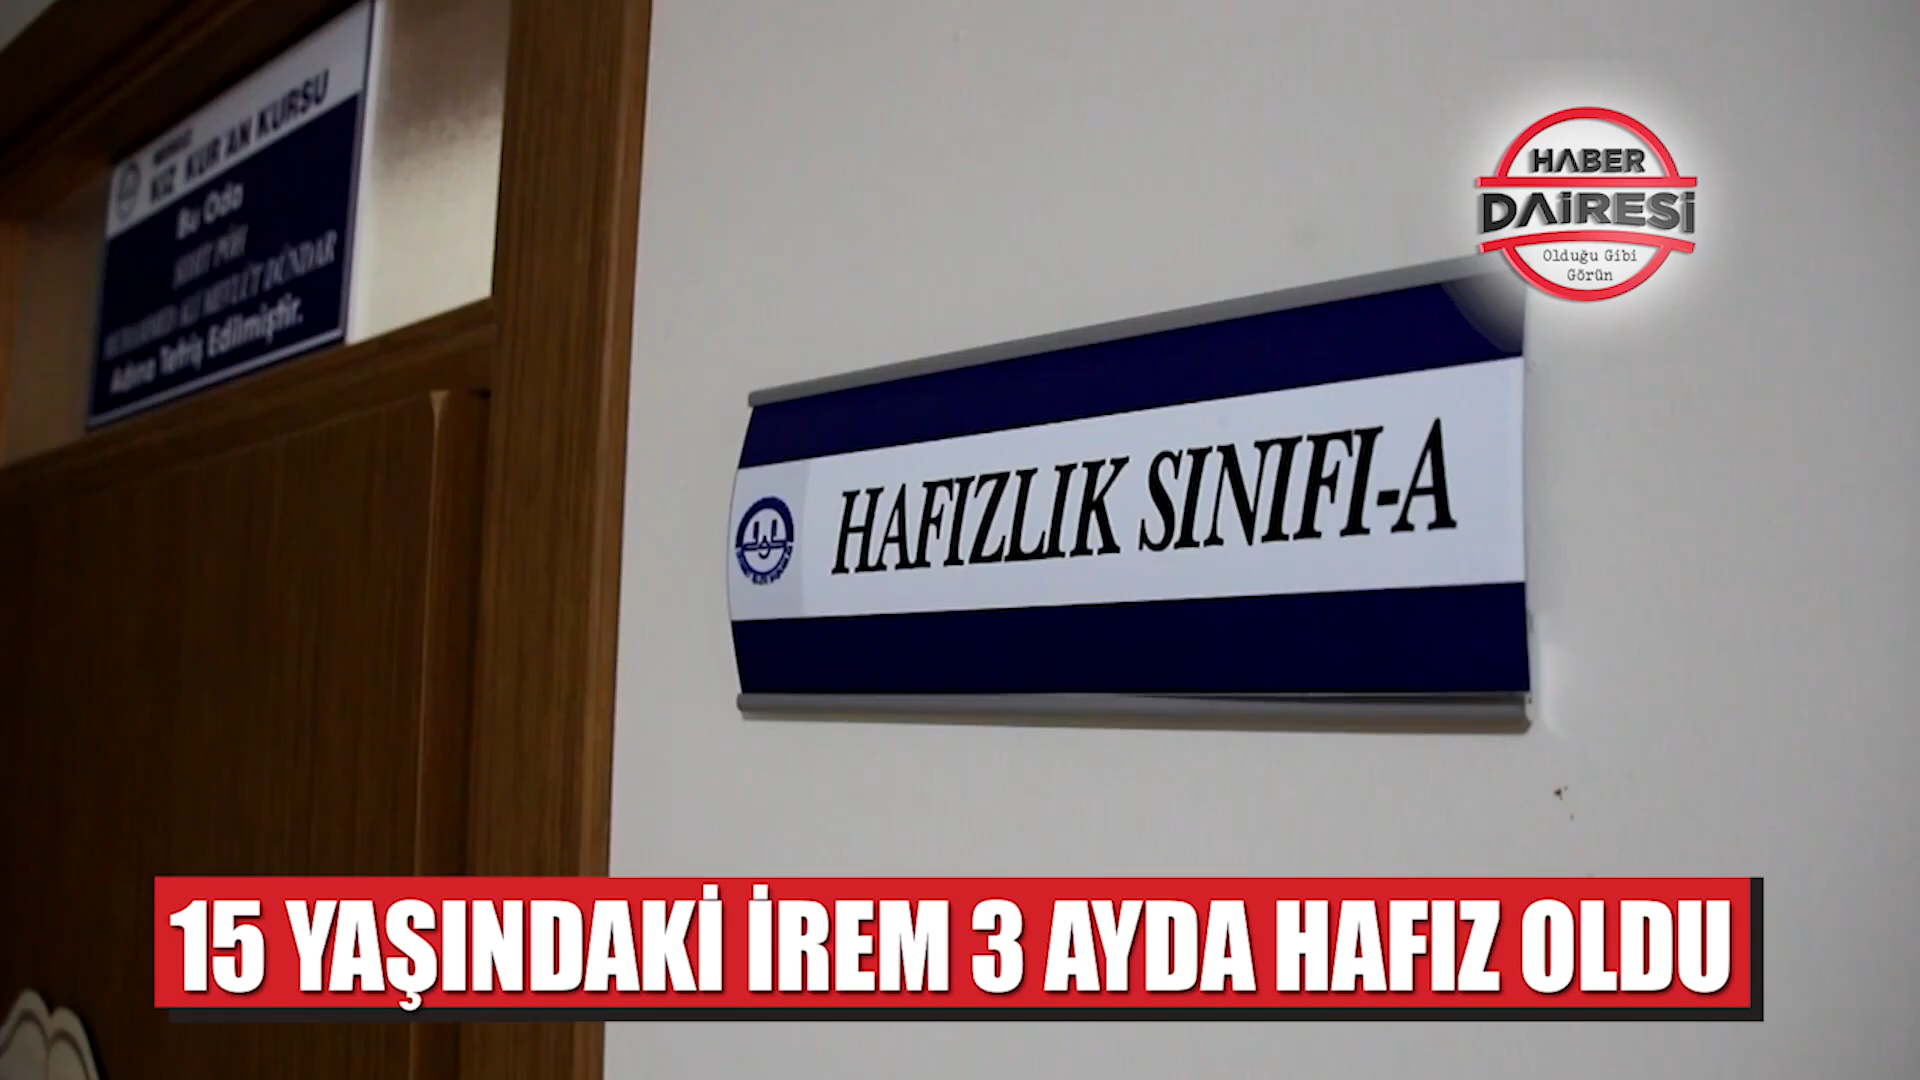 KIZ KUR'AN KURSU
Bu Oda
DÜNDAR
Adına Tefriş Edilmiştir.
HABER
DAİRESİ
Olduğu Gibi
Görün
HAFIZLIK SINIFI-A
15 YAŞINDAKİ İREM 3 AYDA HAFIZ OLDU